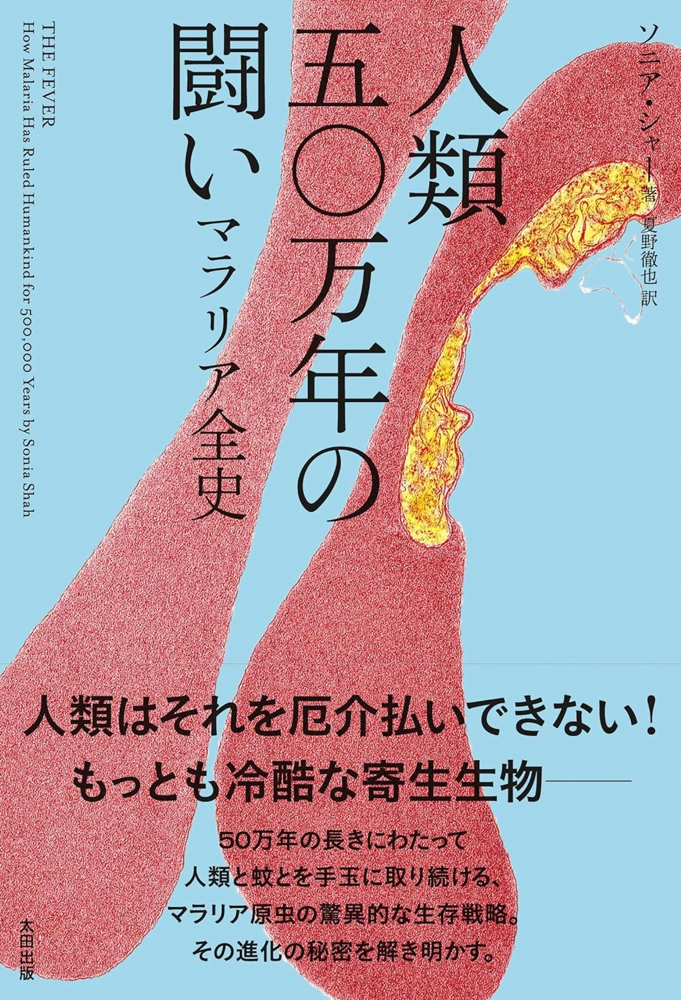 人類
五〇万年の
闘い マラリア全史
ソニア・シャー 著 夏野徹也 訳
THE FEVER
How Malaria Has Ruled Humankind for 500,000 Years by Sonia Shah
人類はそれを厄介払いできない!
もっとも冷酷な寄生生物――
50万年の長きにわたって
人類と蚊とを手玉に取り続ける、
マラリア原虫の驚異的な生存戦略。
その進化の秘密を解き明かす。
太田出版